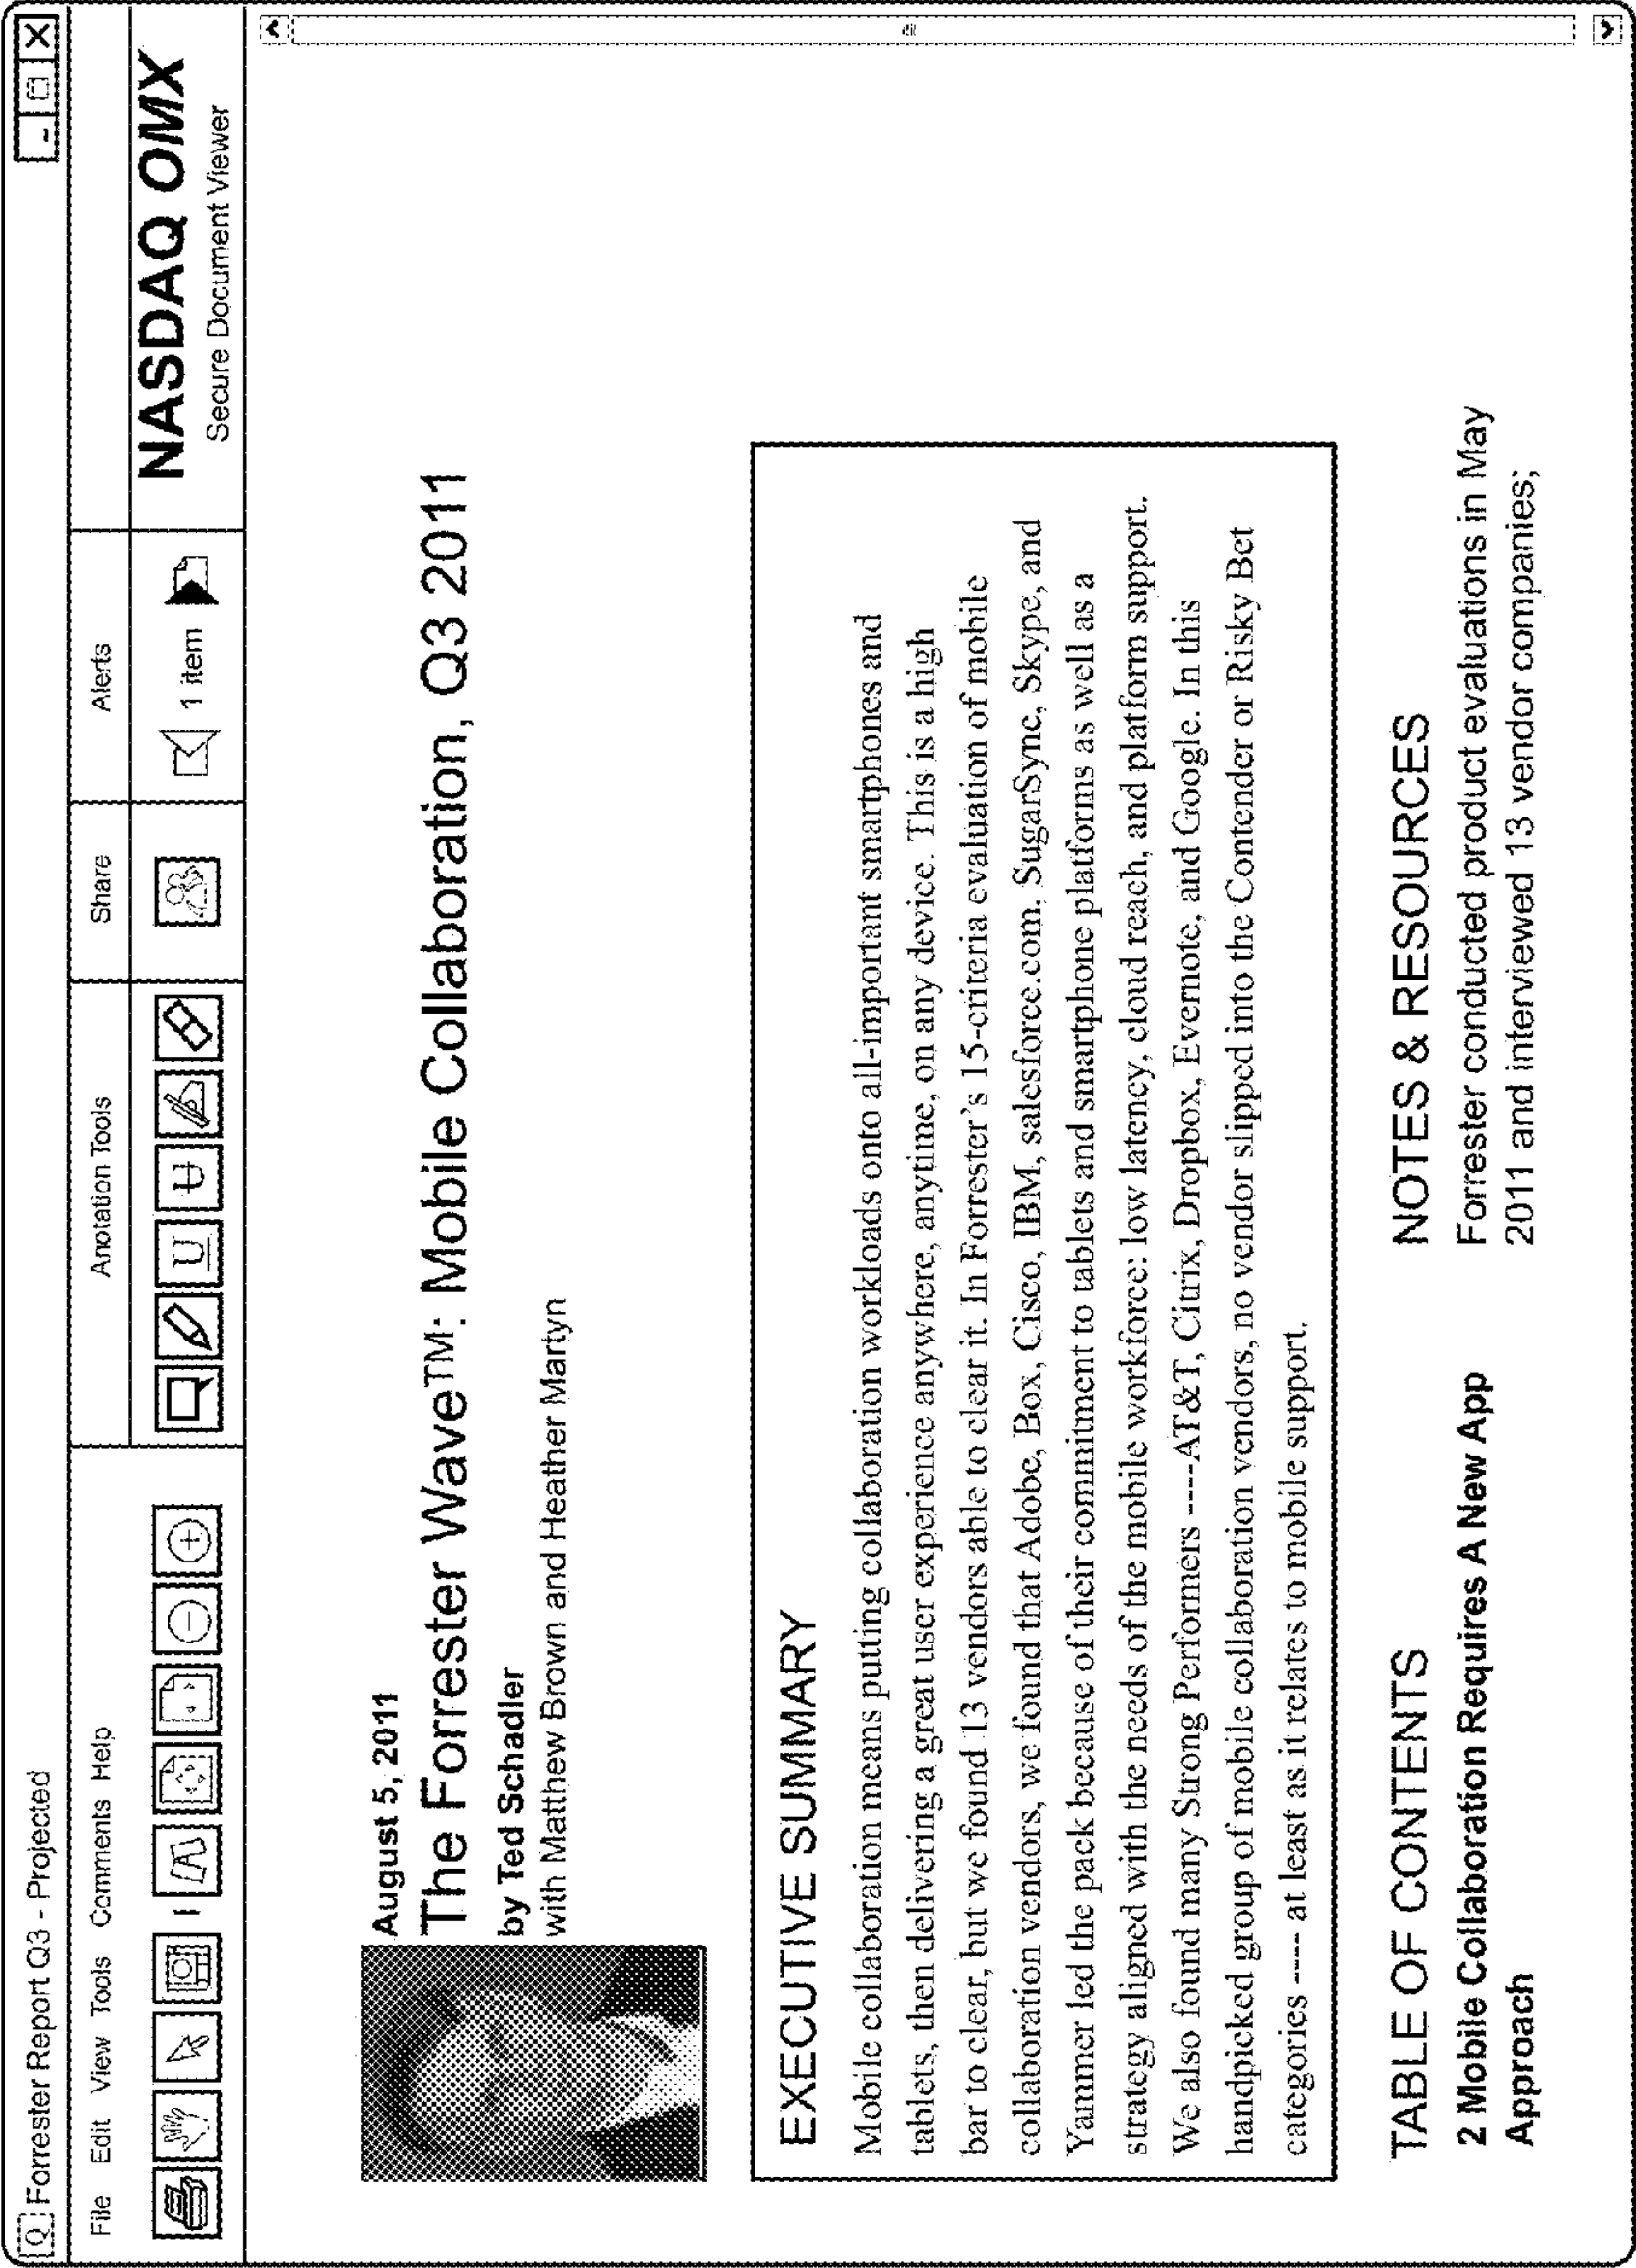 Q Forrester Report Q3 - Projected
File Edit View Tools Comments Help
Anotation Tools
Share
Alerts
1 item
NASDAQ OMX
Secure Document Viewer
August 5, 2011
The Forrester Wave™: Mobile Collaboration, Q3 2011
by Ted Schadler
with Matthew Brown and Heather Martyn
EXECUTIVE SUMMARY
Mobile collaboration means puting collaboration workloads onto all-important smartphones and
tablets, then delivering a great user experience anywhere, anytime, on any device. This is a high
bar to clear, but we found 13 vendors able to clear it. In Forrester's 15-criteria evaluation of mobile
collaboration vendors, we found that Adobe, Box, Cisco, IBM, salesforce.com, SugarSync, Skype, and
Yammer led the pack because of their commitment to tablets and smartphone platforms as well as a
strategy aligned with the needs of the mobile workforce: low latency, cloud reach, and platform support.
We also found many Strong Performers ----AT&T, Citrix, Dropbox, Evernote, and Google. In this
handpicked group of mobile collaboration vendors, no vendor slipped into the Contender or Risky Bet
categories ---- at least as it relates to mobile support.
TABLE OF CONTENTS
2 Mobile Collaboration Requires A New App
Approach
NOTES & RESOURCES
Forrester conducted product evaluations in May
2011 and interviewed 13 vendor companies;